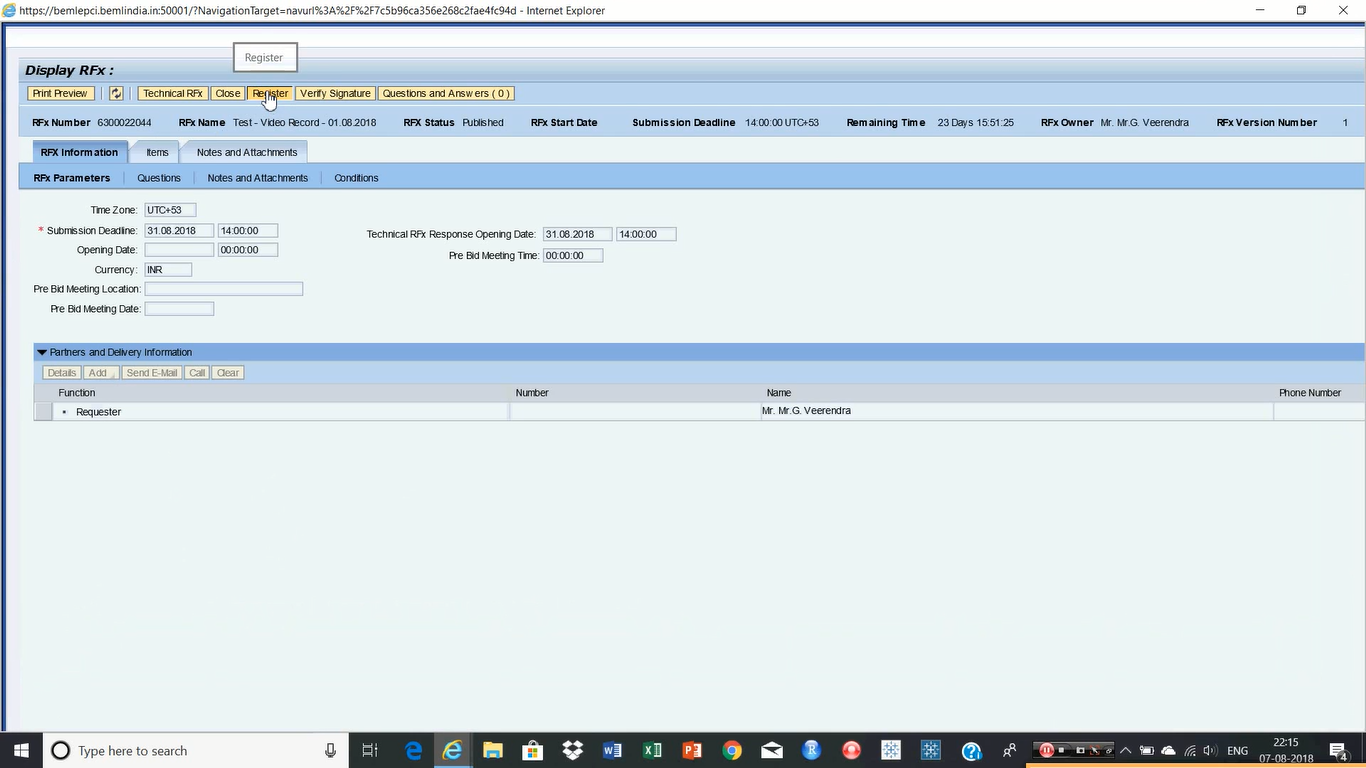 https://bemlepci.bemlindia.in:50001/?NavigationTarget=navurl%3A%2F%2F7c5b96ca356e268c2fae4fc94d - Internet Explorer
Register
Display RFx :
Print Preview Technical RFx Close Register Verify Signature Questions and Answers ( 0 )
RFx Number 6300022044 RFx Name Test - Video Record - 01.08.2018 RFX Status Published RFx Start Date Submission Deadline 14:00:00 UTC+53 Remaining Time 23 Days 15:51:25 RFx Owner Mr. Mr.G. Veerendra RFx Version Number 1
RFX Information Items Notes and Attachments
RFx Parameters Questions Notes and Attachments Conditions
Time Zone: UTC+53
* Submission Deadline: 31.08.2018 14:00:00 Technical RFx Response Opening Date: 31.08.2018 14:00:00
Opening Date: 00:00:00 Pre Bid Meeting Time: 00:00:00
Currency: INR
Pre Bid Meeting Location:
Pre Bid Meeting Date:
Partners and Delivery Information
Details Add Send E-Mail Call Clear
Function Number Name Phone Number
• Requester Mr. Mr.G. Veerendra
Type here to search ENG 22:15
07-08-2018 4